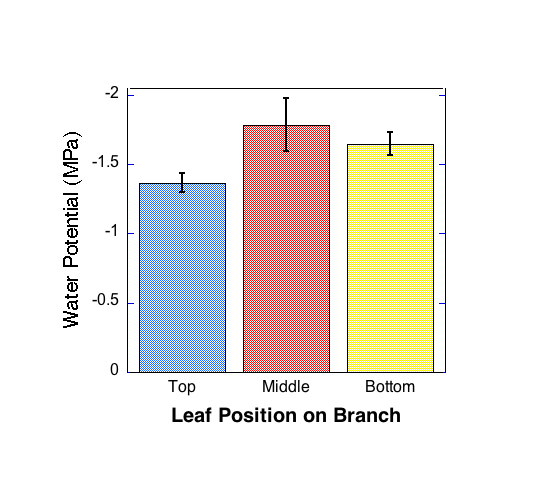 Water Potential (MPa)
-2
-1.5
-1
-0.5
0
Top Middle Bottom
Leaf Position on Branch